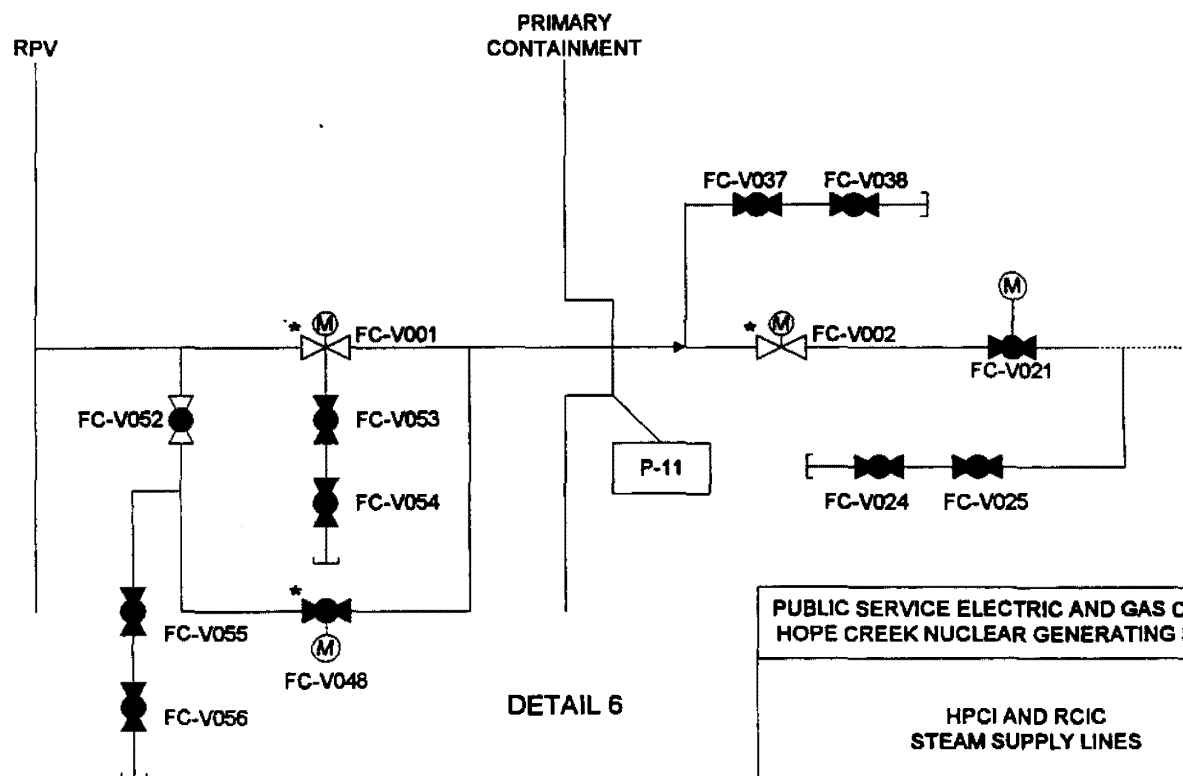 RPV
PRIMARY
CONTAINMENT
FC-V037
FC-V038
M
M
*
FC-V001
*
M
FC-V002
FC-V021
FC-V052
FC-V053
P-11
FC-V054
FC-V024
FC-V025
*
FC-V055
M
FC-V048
FC-V056
DETAIL 6
PUBLIC SERVICE ELECTRIC AND GAS C
HOPE CREEK NUCLEAR GENERATING
HPCI AND RCIC
STEAM SUPPLY LINES